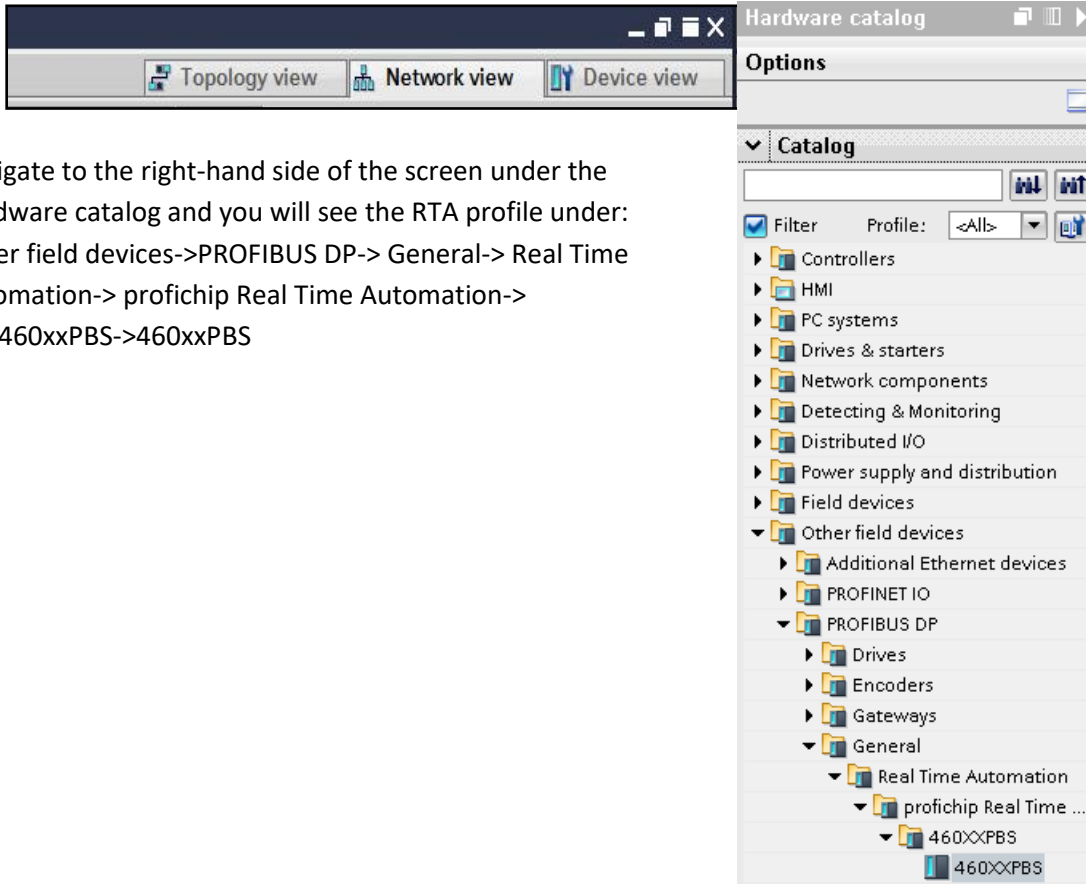 Topology view Network view Device view
igate to the right-hand side of the screen under the
dware catalog and you will see the RTA profile under:
er field devices->PROFIBUS DP-> General-> Real Time
omation-> profichip Real Time Automation->
460xxPBS->460xxPBS
Hardware catalog
Options
Catalog
Filter Profile: <All>
Controllers
HMI
PC systems
Drives & starters
Network components
Detecting & Monitoring
Distributed I/O
Power supply and distribution
Field devices
Other field devices
Additional Ethernet devices
PROFINET IO
PROFIBUS DP
Drives
Encoders
Gateways
General
Real Time Automation
profichip Real Time ...
460XXPBS
460XXPBS